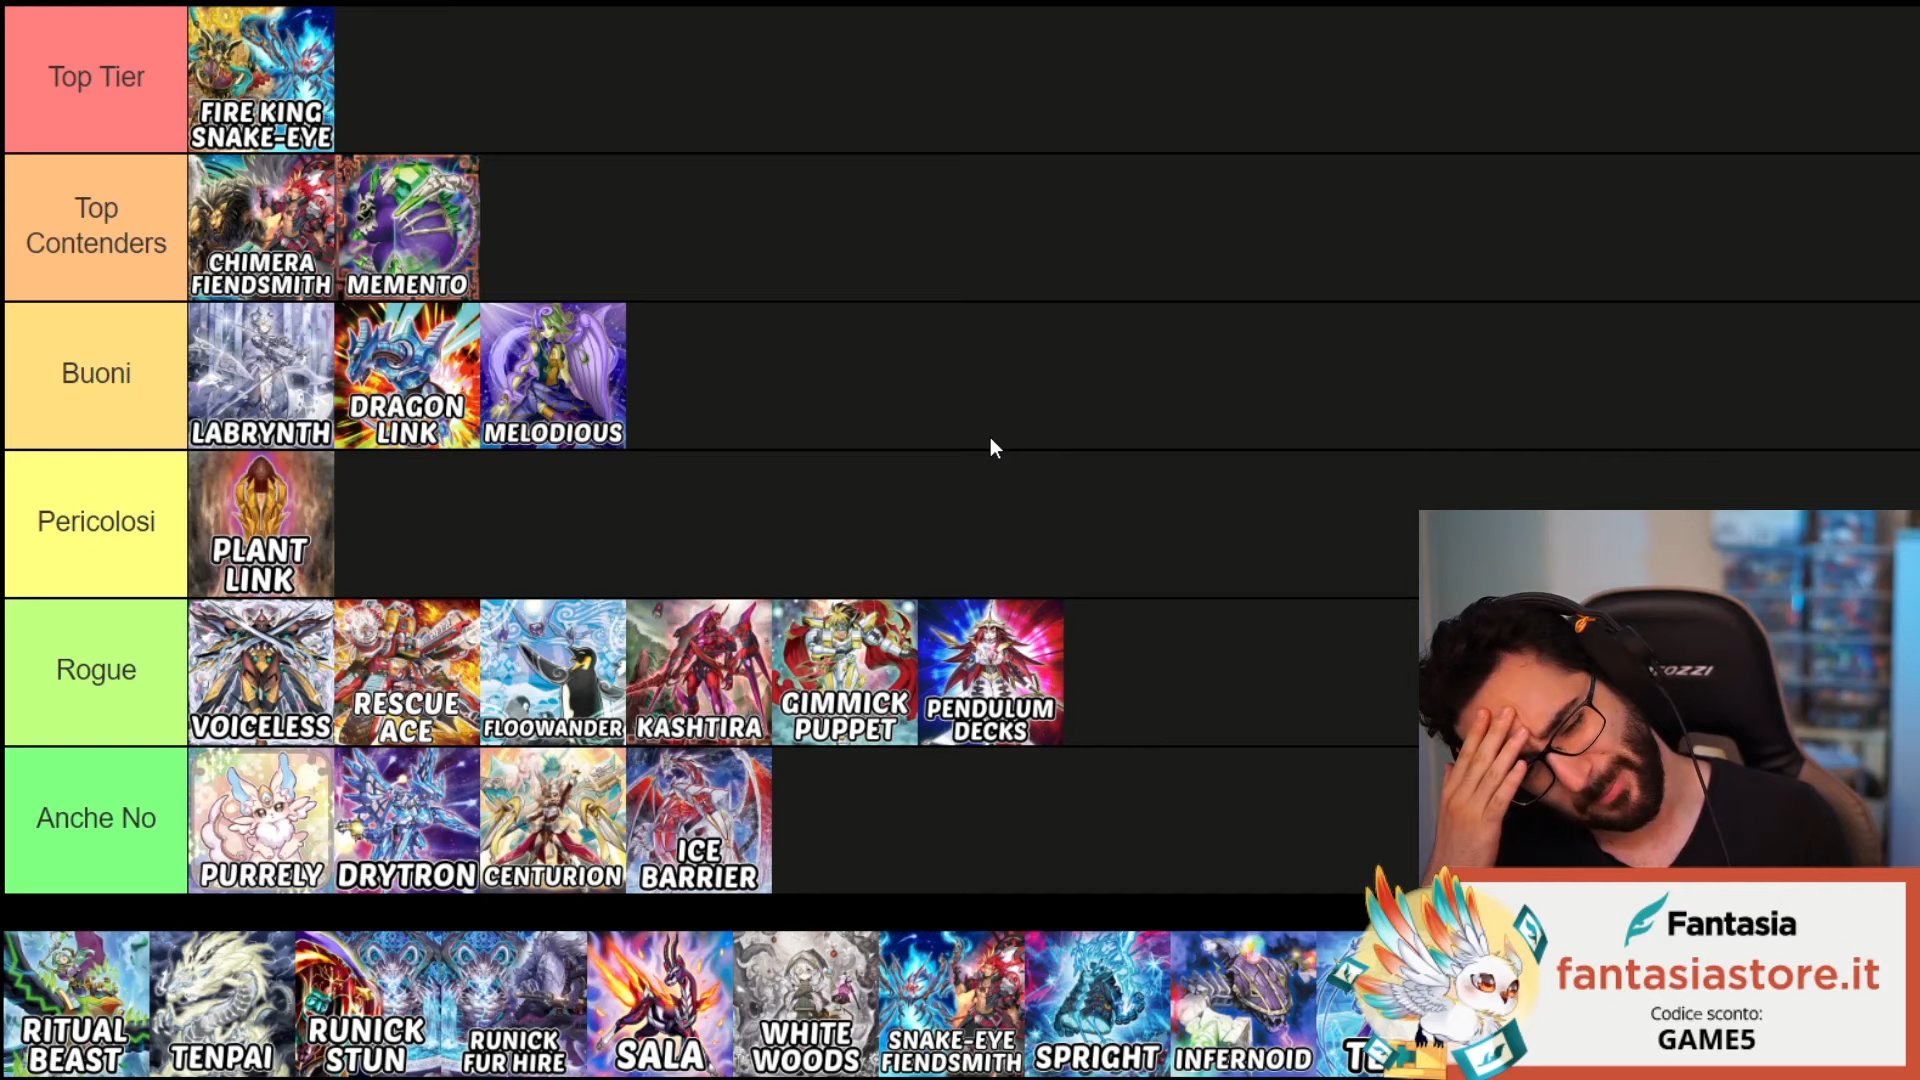 Top Tier
FIRE KING
SNAKE-EYE
Top
Contenders
CHIMERA
FIENDSMITH
MEMENTO
Buoni
LABRYNTH
DRAGON
LINK
MELODIOUS
Pericolosi
PLANT
LINK
Rogue
VOICELESS
RESCUE
ACE
FLOOWANDER
KASHTIRA
GIMMICK
PUPPET
PENDULUM
DECKS
Anche No
PURRELY
DRYTRON
CENTURION
ICE
BARRIER
RITUAL
BEAST
TENPAI
RUNICK
STUN
RUNICK
FUR HIRE
SALA
WHITE
WOODS
SNAKE-EYE
FIENDSMITH
SPRIGHT
INFERNOID
Fantasia
fantasiastore.it
Codice sconto:
GAME5